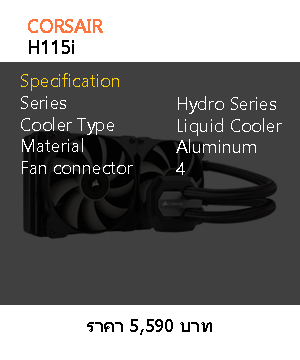 CORSAIR
H115i
Specification
Series Hydro Series
Cooler Type Liquid Cooler
Material Aluminum
Fan connector 4
ราคา 5,590 บาท